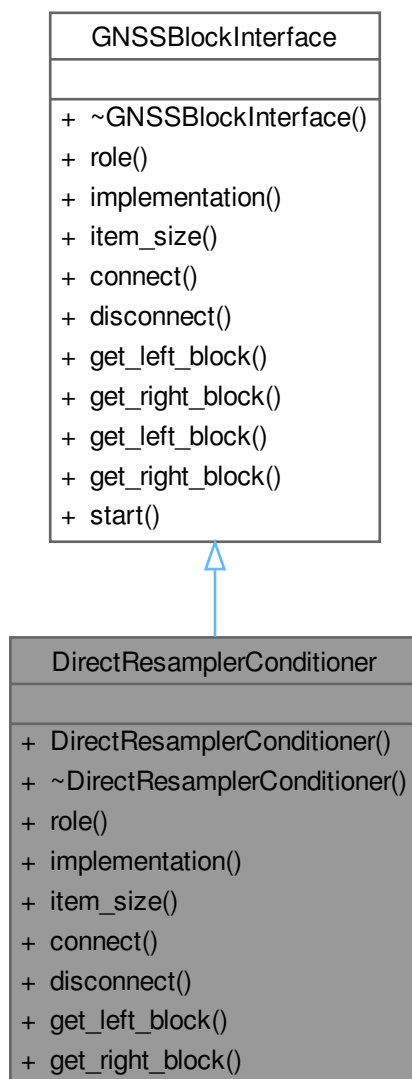 GNSSBlockInterface
+ ~GNSSBlockInterface()
+ role()
+ implementation()
+ item_size()
+ connect()
+ disconnect()
+ get_left_block()
+ get_right_block()
+ get_left_block()
+ get_right_block()
+ start()
DirectResamplerConditioner
+ DirectResamplerConditioner()
+ ~DirectResamplerConditioner()
+ role()
+ implementation()
+ item_size()
+ connect()
+ disconnect()
+ get_left_block()
+ get_right_block()